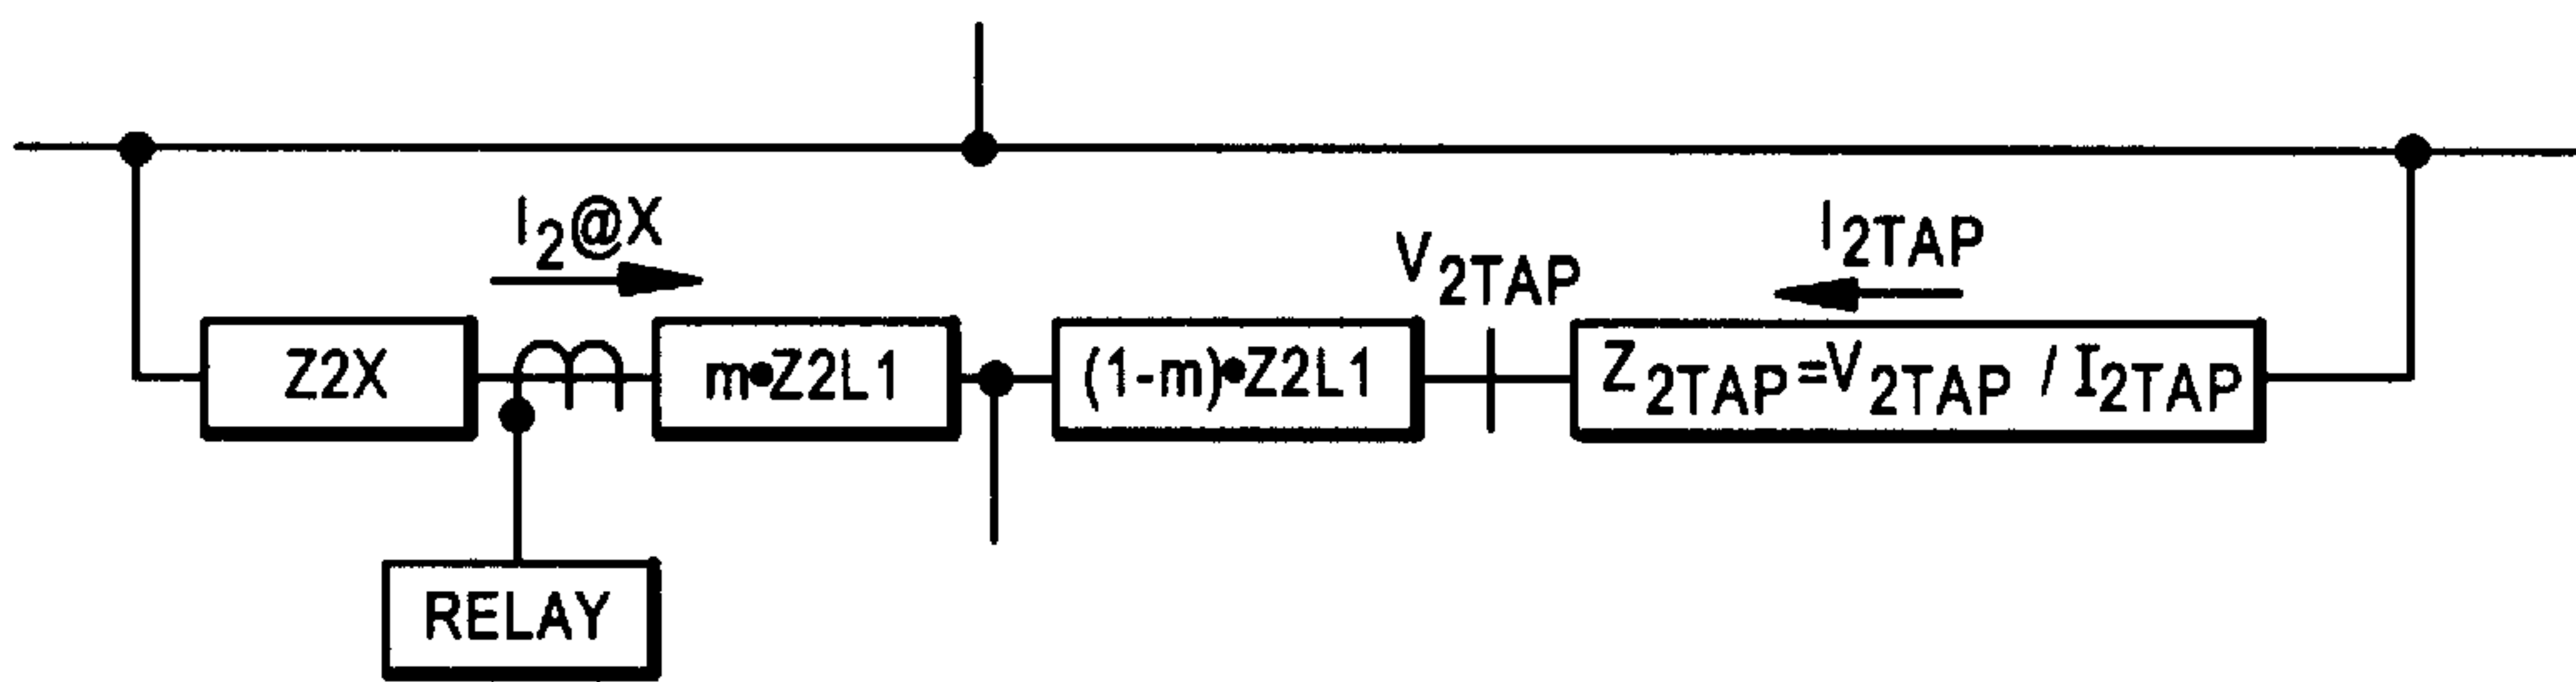 I2@X
V2TAP
I2TAP
Z2X
m•Z2L1
(1-m)•Z2L1
Z2TAP=V2TAP / I2TAP
RELAY